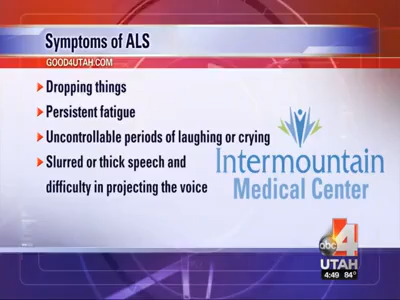 Symptoms of ALS
GOOD4UTAH.COM
Dropping things
Persistent fatigue
Uncontrollable periods of laughing or crying
Slurred or thick speech and
difficulty in projecting the voice
Intermountain
Medical Center
abc 4
UTAH
4:49 84°